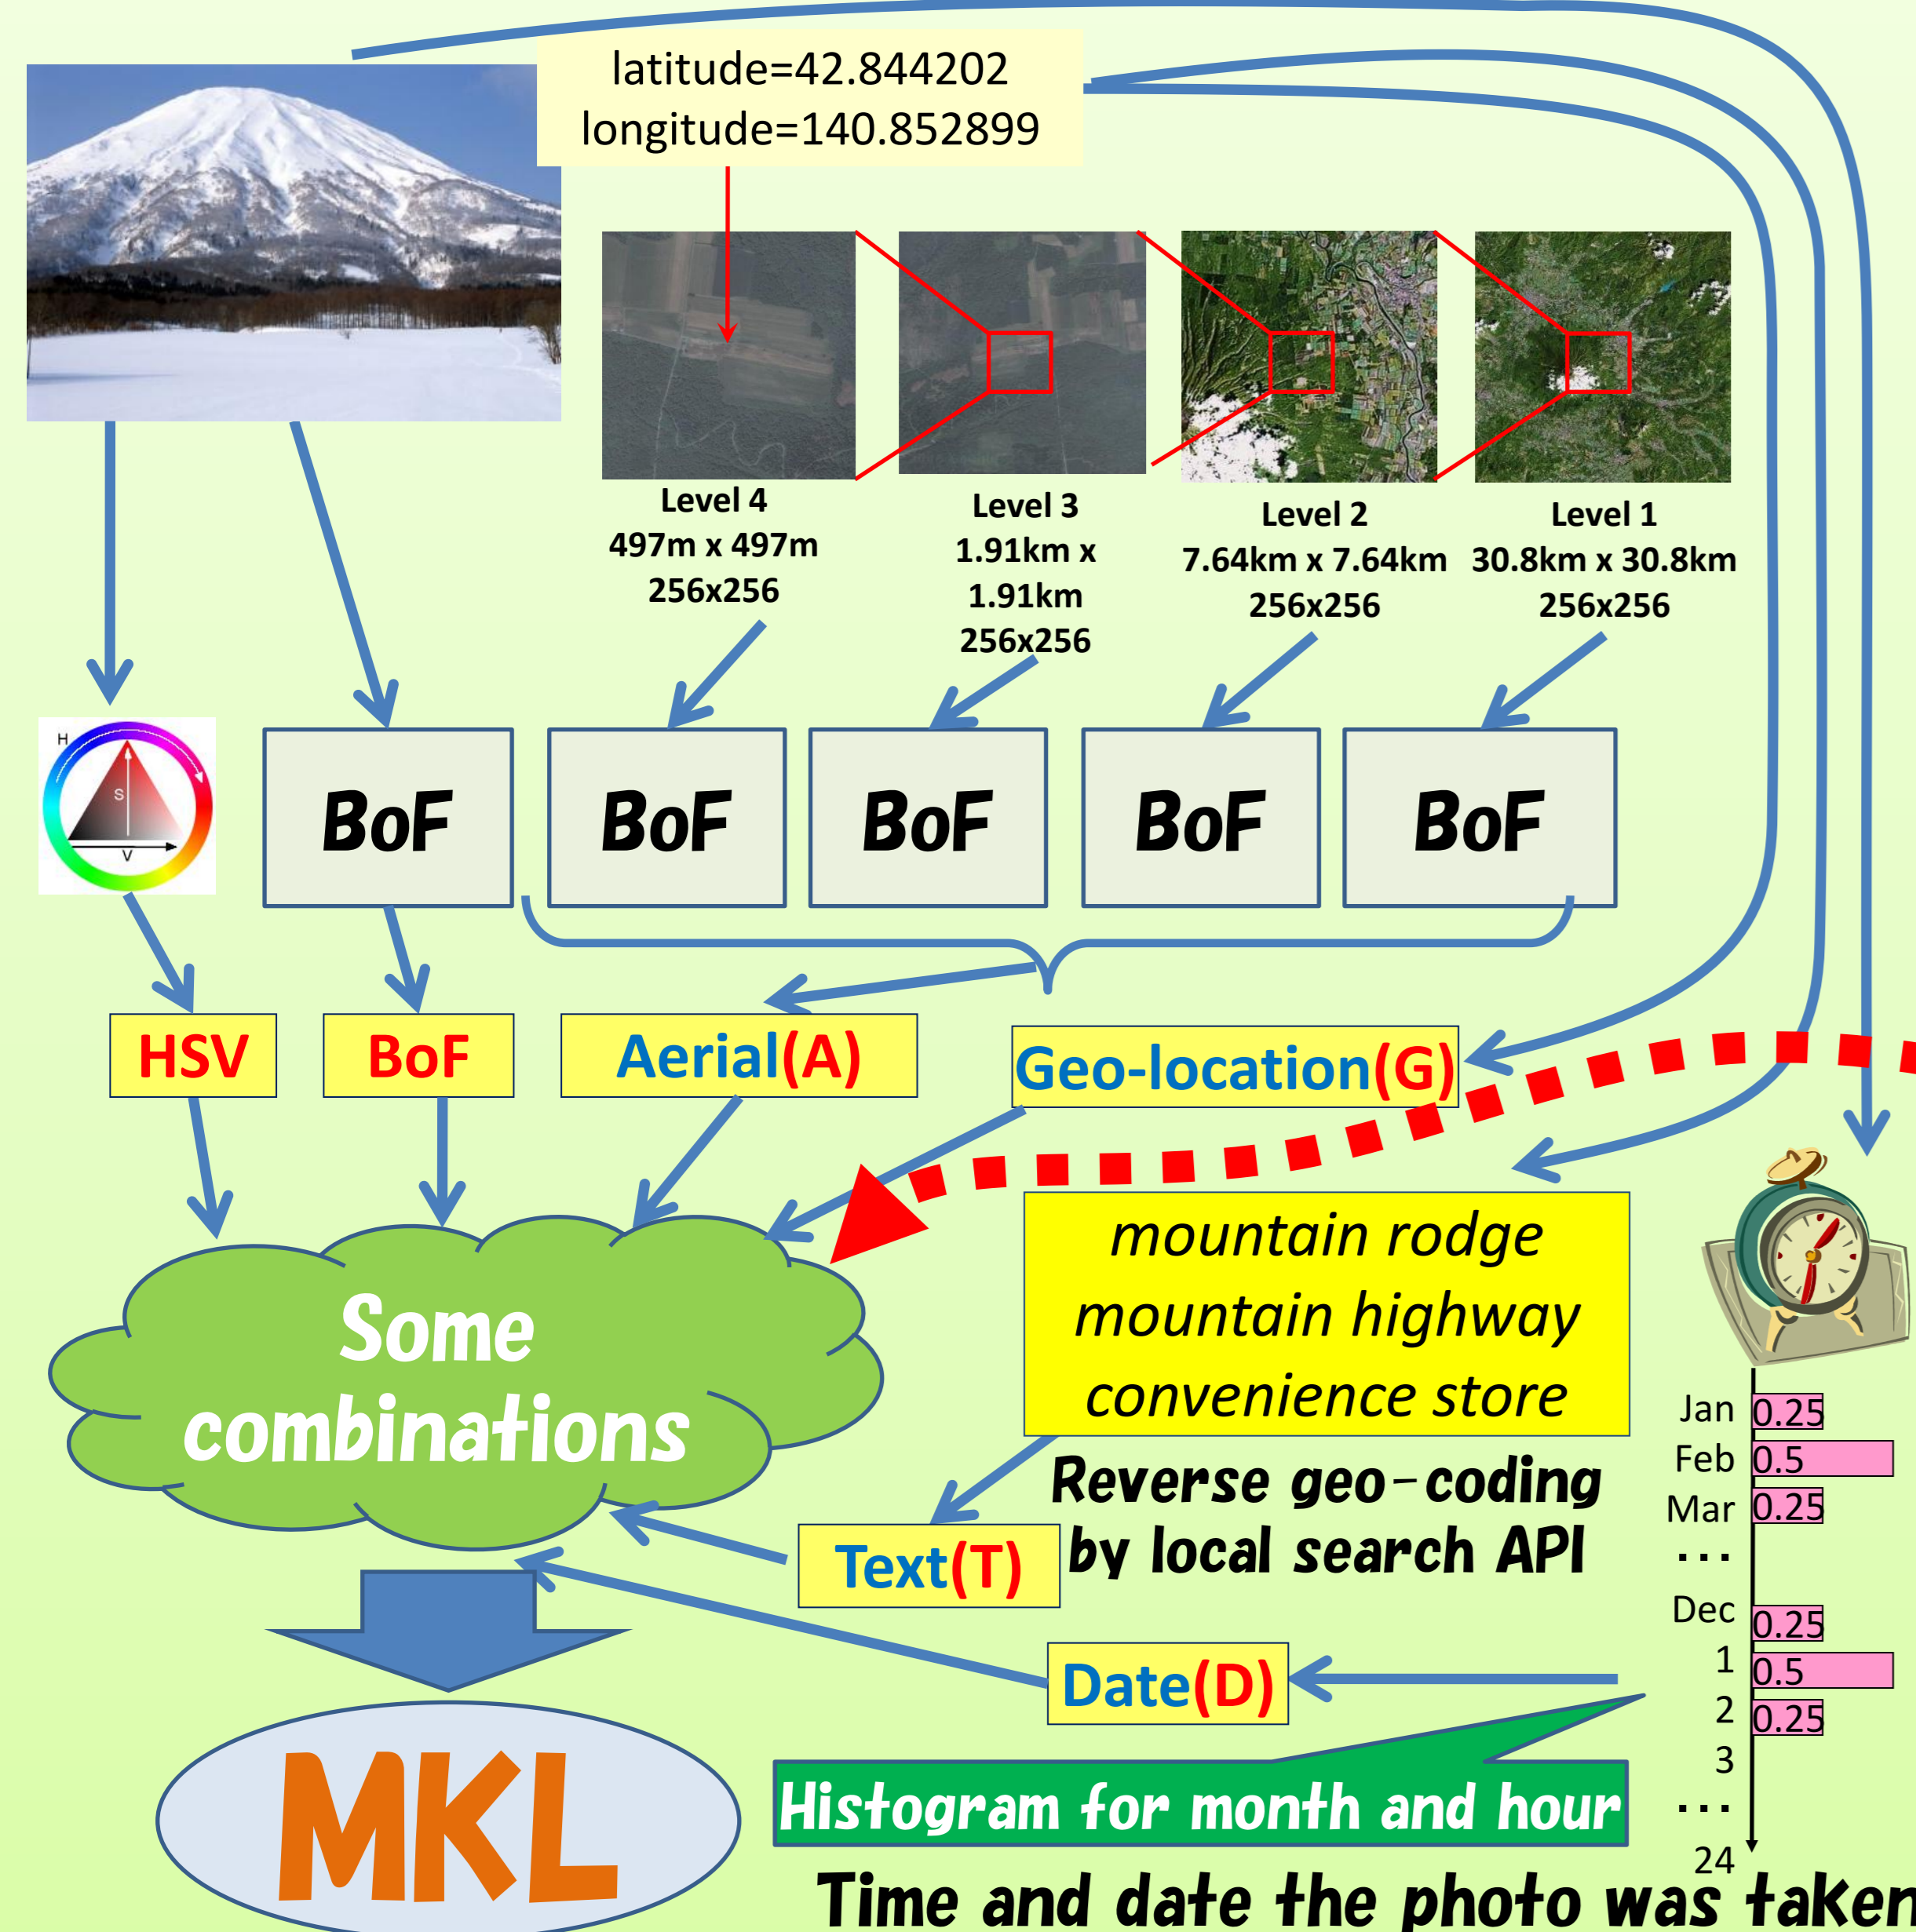 latitude=42.844202
longitude=140.852899
Level 4
497m x 497m
256x256
Level 3
1.91km x
1.91km
256x256
Level 2
7.64km x 7.64km
256x256
Level 1
30.8km x 30.8km
256x256
H
S
V
BoF
BoF
BoF
BoF
BoF
HSV
BoF
Aerial(A)
Geo-location(G)
mountain rodge
mountain highway
convenience store
Reverse geo-coding
by local search API
Some
combinations
Text(T)
Date(D)
Jan 0.25
Feb 0.5
Mar 0.25
...
Dec 0.25
1 0.5
2 0.25
3
...
24
Histogram for month and hour
MKL
Time and date the photo was taken